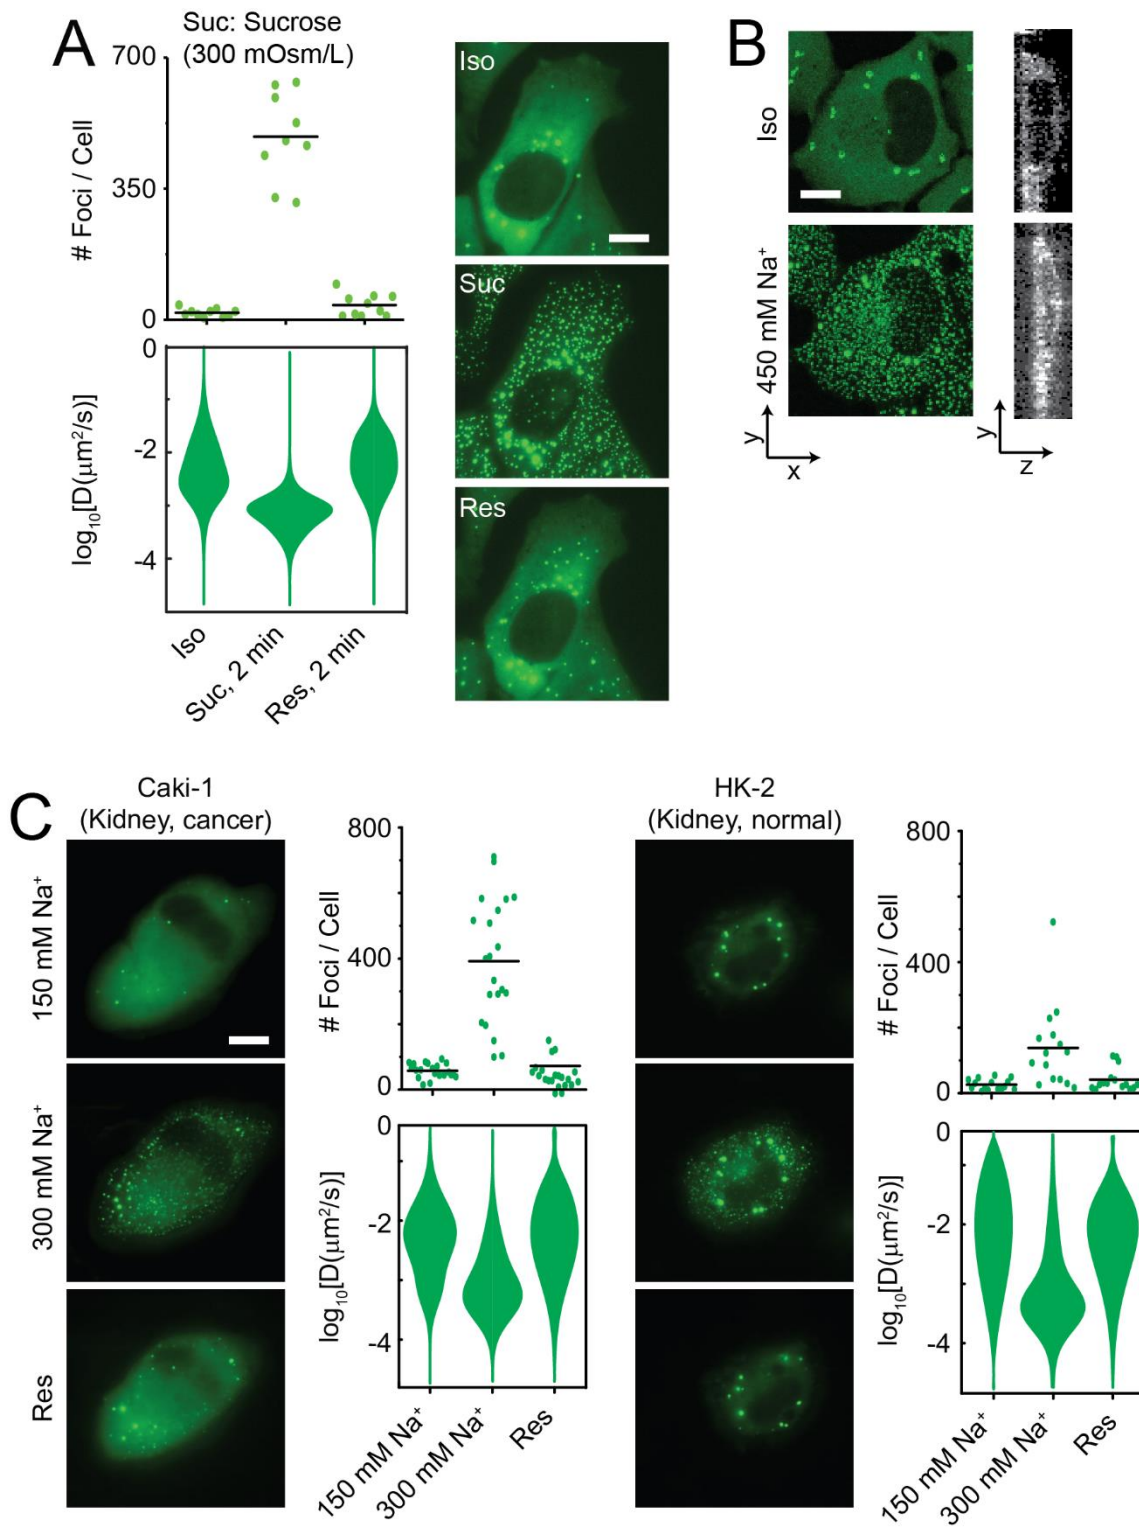 A
Suc: Sucrose
(300 mOsm/L)
700
350
0
# Foci / Cell
0
-2
-4
log₁₀[D(μm²/s)]
Iso
Suc, 2 min
Res, 2 min
Iso
Suc
Res
B
Iso
450 mM Na⁺
y
x
y
z
C
Caki-1
(Kidney, cancer)
150 mM Na⁺
300 mM Na⁺
Res
800
400
0
# Foci / Cell
0
-2
-4
log₁₀[D(μm²/s)]
150 mM Na⁺
300 mM Na⁺
Res
HK-2
(Kidney, normal)
800
400
0
# Foci / Cell
0
-2
-4
log₁₀[D(μm²/s)]
150 mM Na⁺
300 mM Na⁺
Res